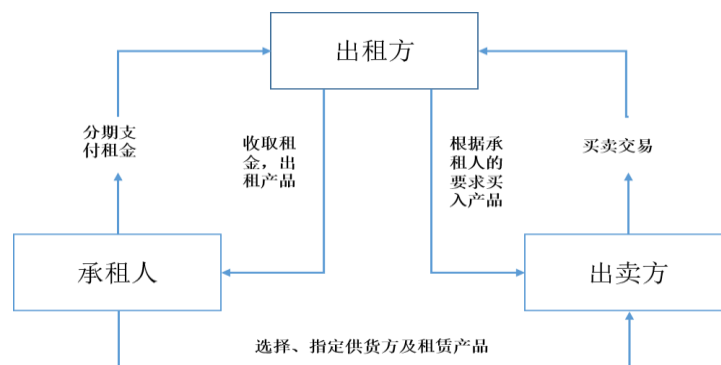 出租方
分期支
付租金
收取租
金，出
租产品
根据承
租人的
要求买
入产品
买卖交易
承租人
出卖方
选择、指定供货方及租赁产品